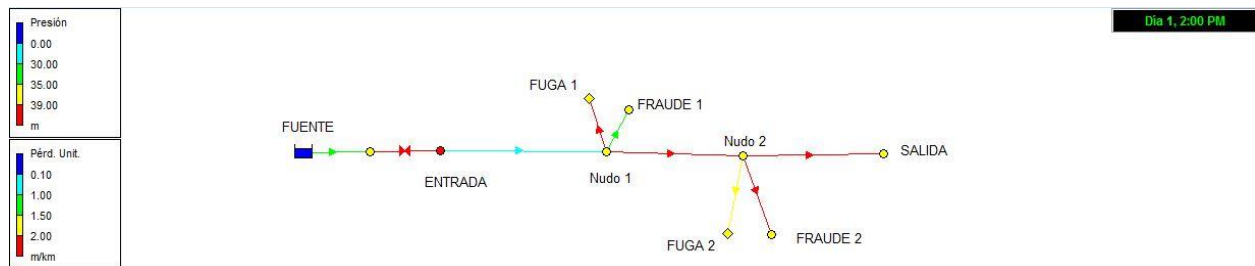 Presión
0.00
30.00
35.00
39.00
m
Pérd. Unit.
0.10
1.00
1.50
2.00
m/km
Día 1, 2:00 PM
FUGA 1
FRAUDE 1
FUENTE
Nudo 2
SALIDA
ENTRADA
Nudo 1
FUGA 2
FRAUDE 2